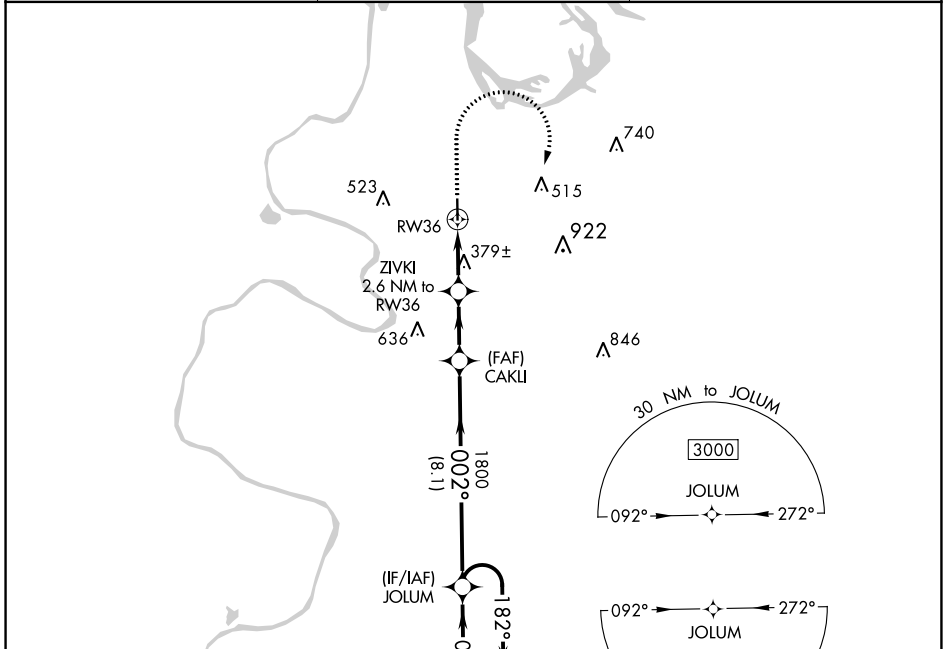 740
523
515
RW36
922
379±
ZIVKI
2.6 NM to
RW36
636
846
(FAF)
CAKLI
30 NM to JOLUM
3000
1800
002°
(8.1)
JOLUM
092°
272°
(IF/IAF)
JOLUM
182°
092°
272°
JOLUM